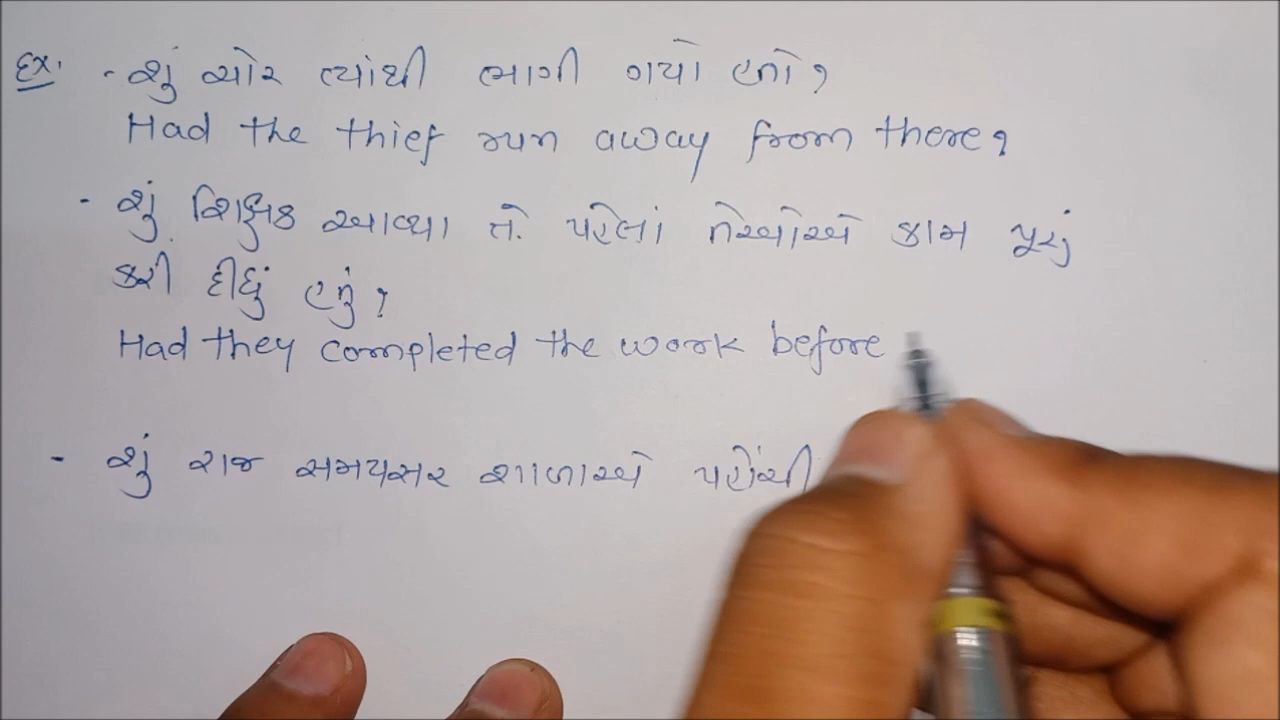 Ex. - શું ચોર ત્યાંથી ભાગી ગયો હતો?
Had the thief run away from there?
- શું શિક્ષક આવ્યા તે પહેલાં તેઓએ કામ પૂરું
કરી દીધું હતું?
Had they completed the work before
- શું રાજ સમયસર શાળાએ પહોંચી